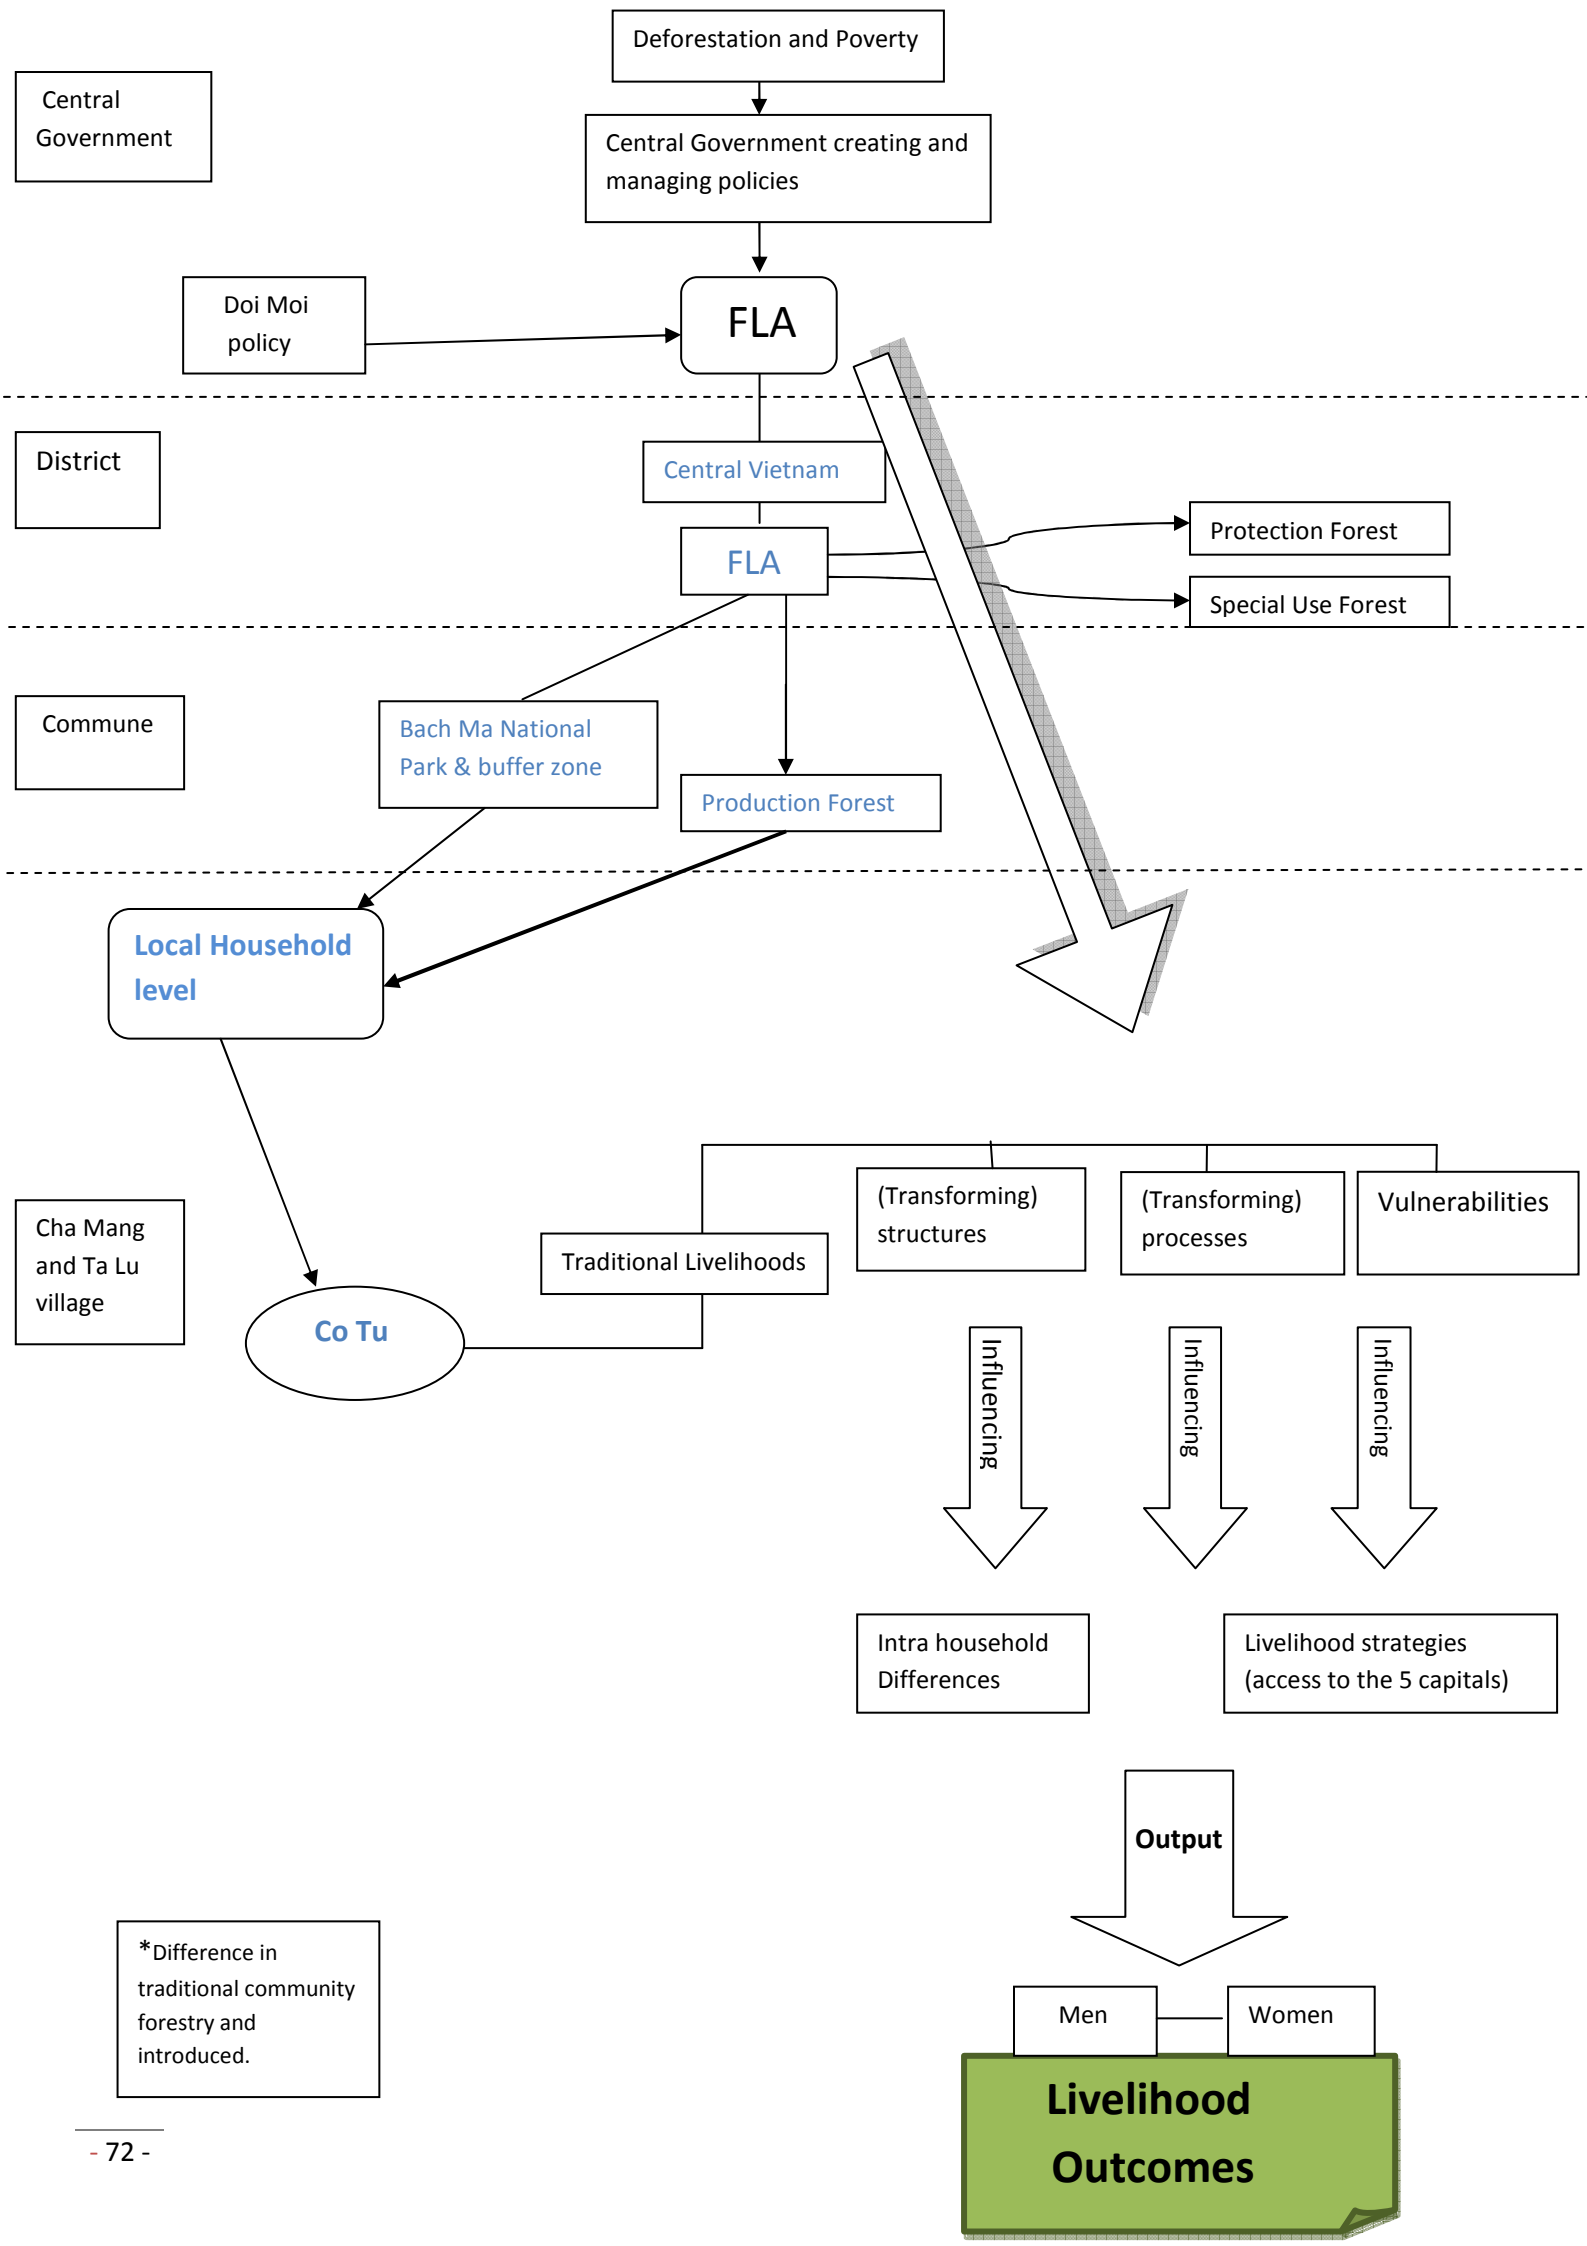 Deforestation and Poverty
Central
Government
Central Government creating and
managing policies
Doi Moi
policy
FLA
District
Central Vietnam
FLA
Protection Forest
Special Use Forest
Commune
Bach Ma National
Park & buffer zone
Production Forest
Local Household
level
Cha Mang
and Ta Lu
village
Co Tu
Traditional Livelihoods
(Transforming)
structures
(Transforming)
processes
Vulnerabilities
Influencing
Influencing
Influencing
Intra household
Differences
Livelihood strategies
(access to the 5 capitals)
Output
*Difference in
traditional community
forestry and
introduced.
Men
Women
Livelihood
Outcomes
- 72 -